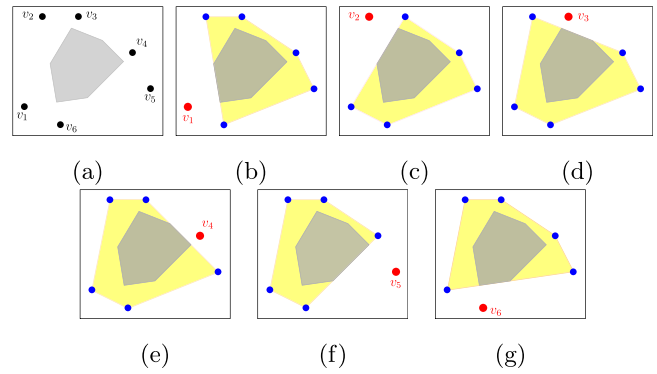 v₂ v₃
v₄
v₅
v₁ v₆
v₁
v₂
v₃
(a) (b) (c) (d)
v₄
v₅
v₆
(e) (f) (g)